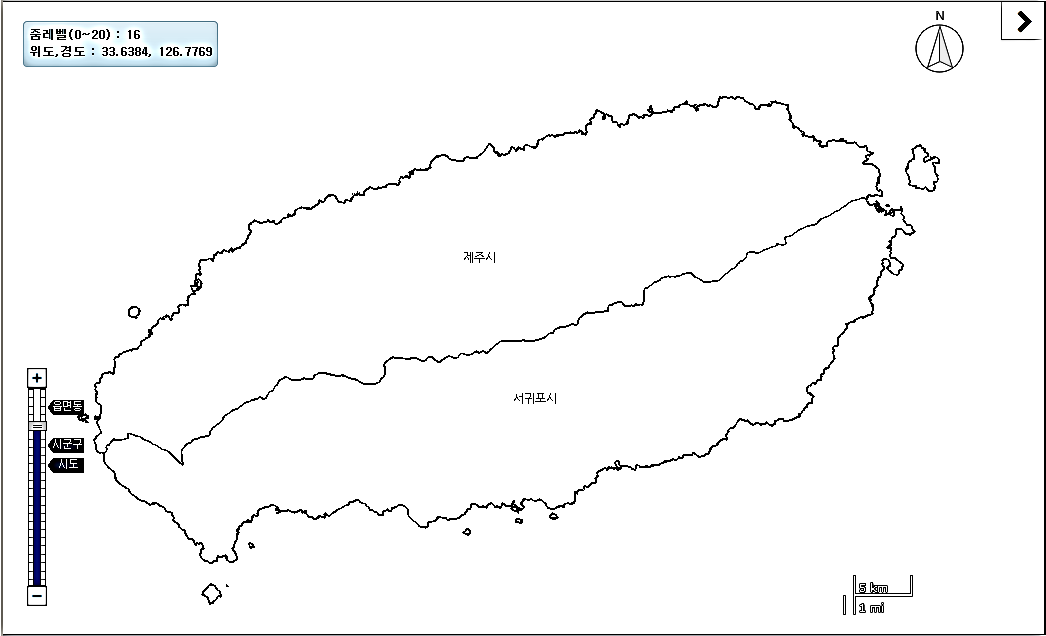 줌레벨(0~20) : 16
위도,경도 : 33.6384, 126.7769
N
제주시
서귀포시
+
읍면동
시군구
시도
−
5 km
1 mi